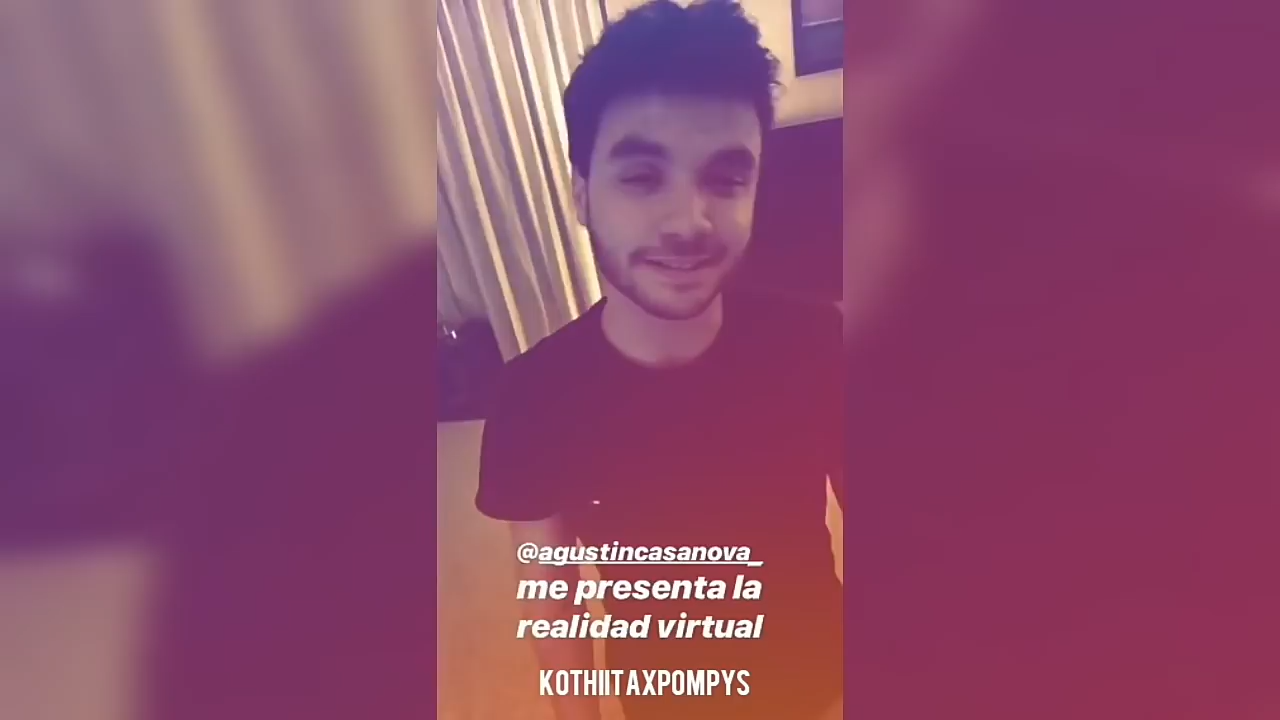 @agustincasanova_
me presenta la
realidad virtual
KOTHIITAXPOMPYS